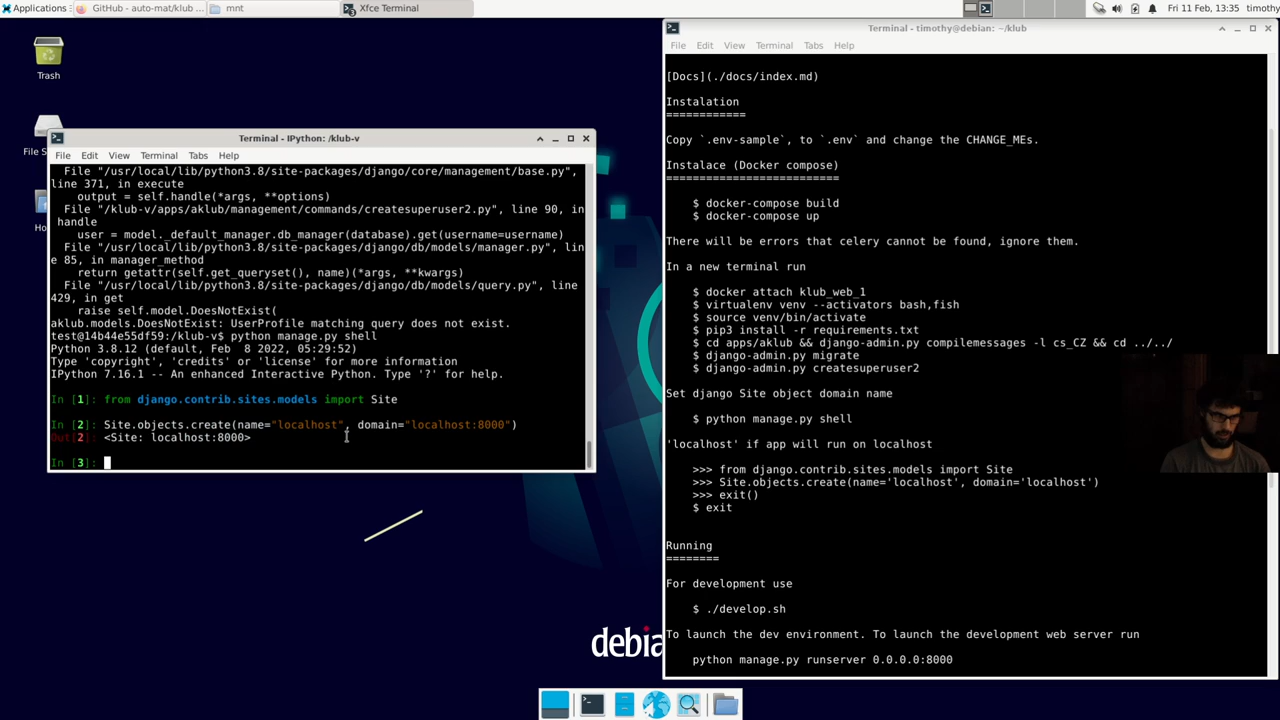 Applications
GitHub - auto-mat/klub ...
mnt
Xfce Terminal
Fri 11 Feb, 13:35
timothy
Trash
File S
Ho
Terminal - IPython: /klub-v
File Edit View Terminal Tabs Help
File "/usr/local/lib/python3.8/site-packages/django/core/management/base.py",
line 371, in execute
output = self.handle(*args, **options)
File "/klub-v/apps/aklub/management/commands/createsuperuser2.py", line 90, in
handle
user = model._default_manager.db_manager(database).get(username=username)
File "/usr/local/lib/python3.8/site-packages/django/db/models/manager.py", lin
e 85, in manager_method
return getattr(self.get_queryset(), name)(*args, **kwargs)
File "/usr/local/lib/python3.8/site-packages/django/db/models/query.py", line
429, in get
raise self.model.DoesNotExist(
aklub.models.DoesNotExist: UserProfile matching query does not exist.
test@14b44e55df59:/klub-v$ python manage.py shell
Python 3.8.12 (default, Feb  8 2022, 05:29:52)
Type 'copyright', 'credits' or 'license' for more information
IPython 7.16.1 -- An enhanced Interactive Python. Type '?' for help.
In [1]: from django.contrib.sites.models import Site
In [2]: Site.objects.create(name="localhost", domain="localhost:8000")
Out[2]: <Site: localhost:8000>
In [3]:
Terminal - timothy@debian: ~/klub
File Edit View Terminal Tabs Help
[Docs](./docs/index.md)
Instalation
============
Copy `.env-sample`, to `.env` and change the CHANGE_MEs.
Instalace (Docker compose)
==========================
$ docker-compose build
$ docker-compose up
There will be errors that celery cannot be found, ignore them.
In a new terminal run
$ docker attach klub_web_1
$ virtualenv venv --activators bash,fish
$ source venv/bin/activate
$ pip3 install -r requirements.txt
$ cd apps/aklub && django-admin.py compilemessages -l cs_CZ && cd ../../
$ django-admin.py migrate
$ django-admin.py createsuperuser2
Set django Site object domain name
$ python manage.py shell
'localhost' if app will run on localhost
>>> from django.contrib.sites.models import Site
>>> Site.objects.create(name='localhost', domain='localhost')
>>> exit()
$ exit
Running
========
For development use
$ ./develop.sh
To launch the dev environment. To launch the development web server run
python manage.py runserver 0.0.0.0:8000
debia